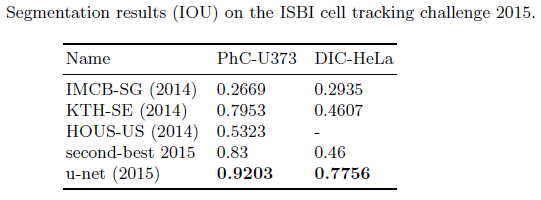 Segmentation results (IOU) on the ISBI cell tracking challenge 2015.
Name PhC-U373 DIC-HeLa
IMCB-SG (2014) 0.2669 0.2935
KTH-SE (2014) 0.7953 0.4607
HOUS-US (2014) 0.5323 -
second-best 2015 0.83 0.46
u-net (2015) 0.9203 0.7756